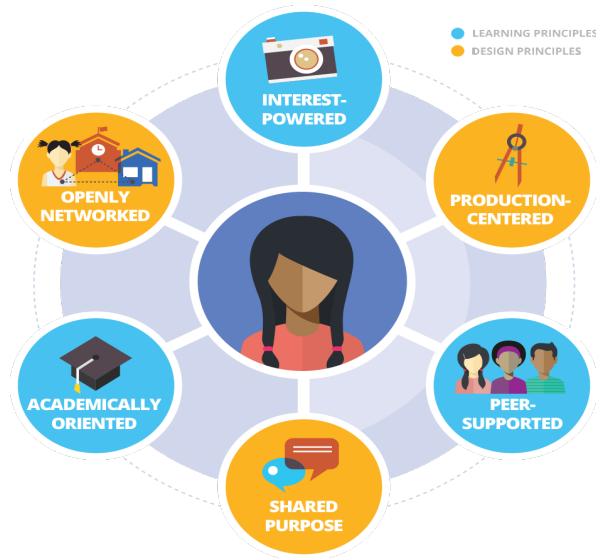 LEARNING PRINCIPLES
DESIGN PRINCIPLES
INTEREST-
POWERED
OPENLY
NETWORKED
PRODUCTION-
CENTERED
ACADEMICALLY
ORIENTED
PEER-
SUPPORTED
SHARED
PURPOSE